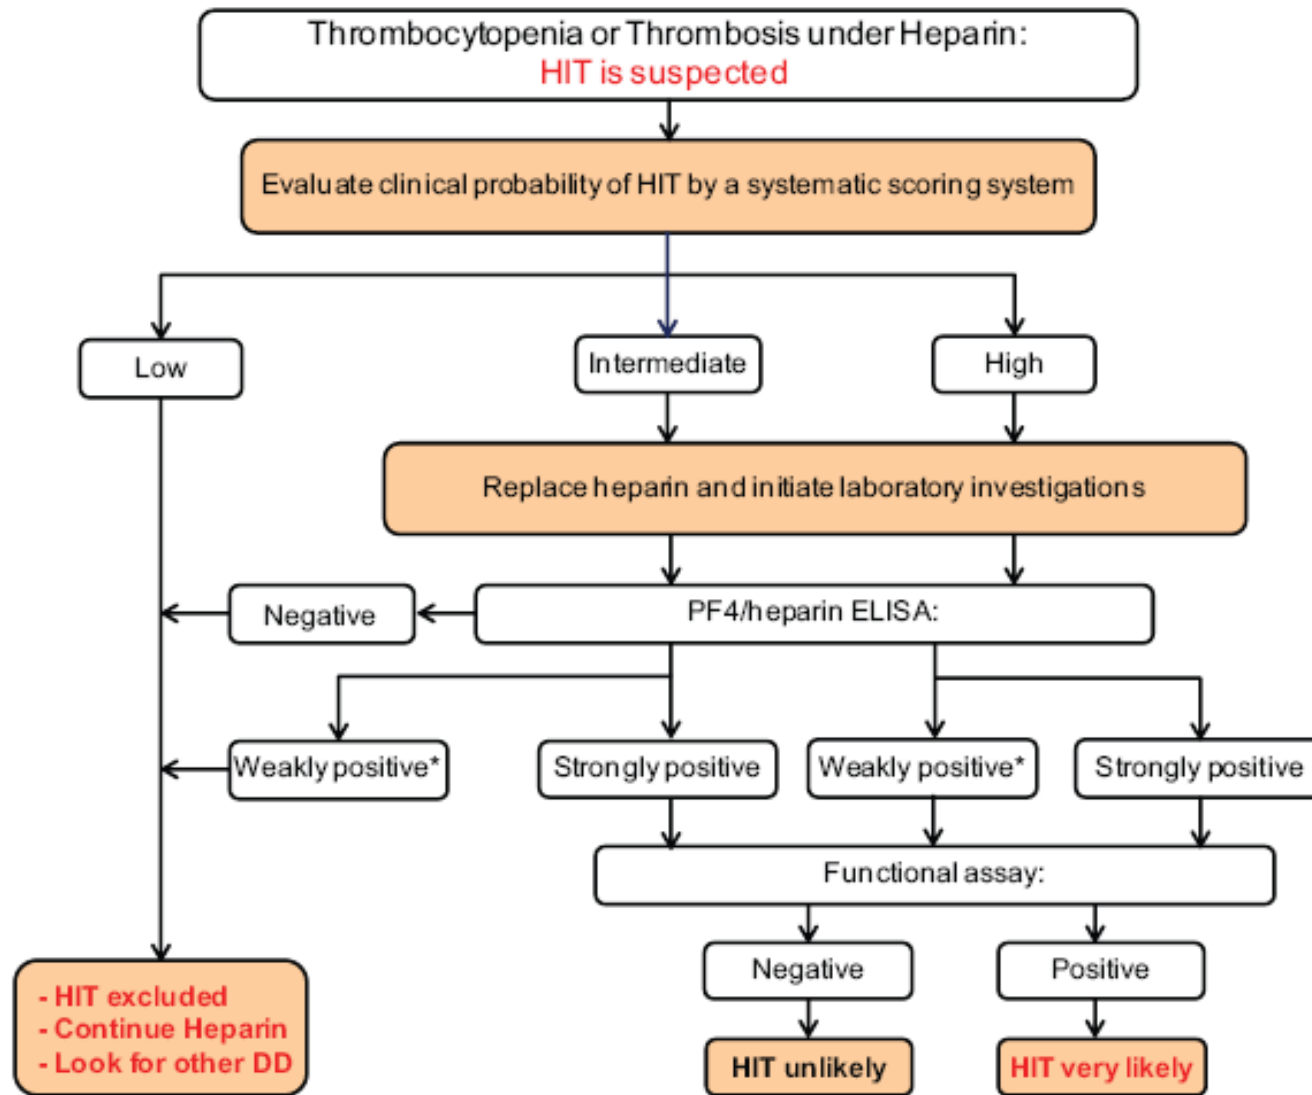 Thrombocytopenia or Thrombosis under Heparin:
HIT is suspected
Evaluate clinical probability of HIT by a systematic scoring system
Low
Intermediate
High
Replace heparin and initiate laboratory investigations
Negative
PF4/heparin ELISA:
Weakly positive*
Strongly positive
Weakly positive*
Strongly positive
Functional assay:
Negative
Positive
- HIT excluded
- Continue Heparin
- Look for other DD
HIT unlikely
HIT very likely